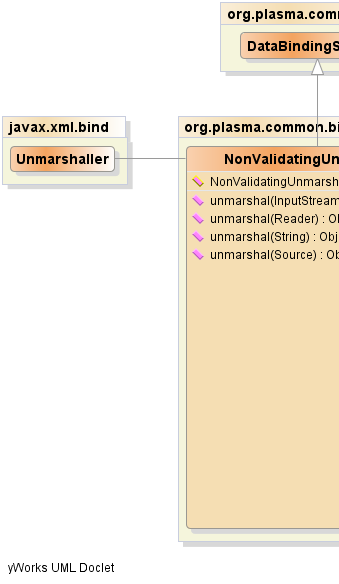 org.plasma.comm
DataBindingS
javax.xml.bind
Unmarshaller
org.plasma.common.bi
NonValidatingUn
NonValidatingUnmarsh
unmarshal(InputStream
unmarshal(Reader) : Ob
unmarshal(String) : Obj
unmarshal(Source) : Ob
yWorks UML Doclet